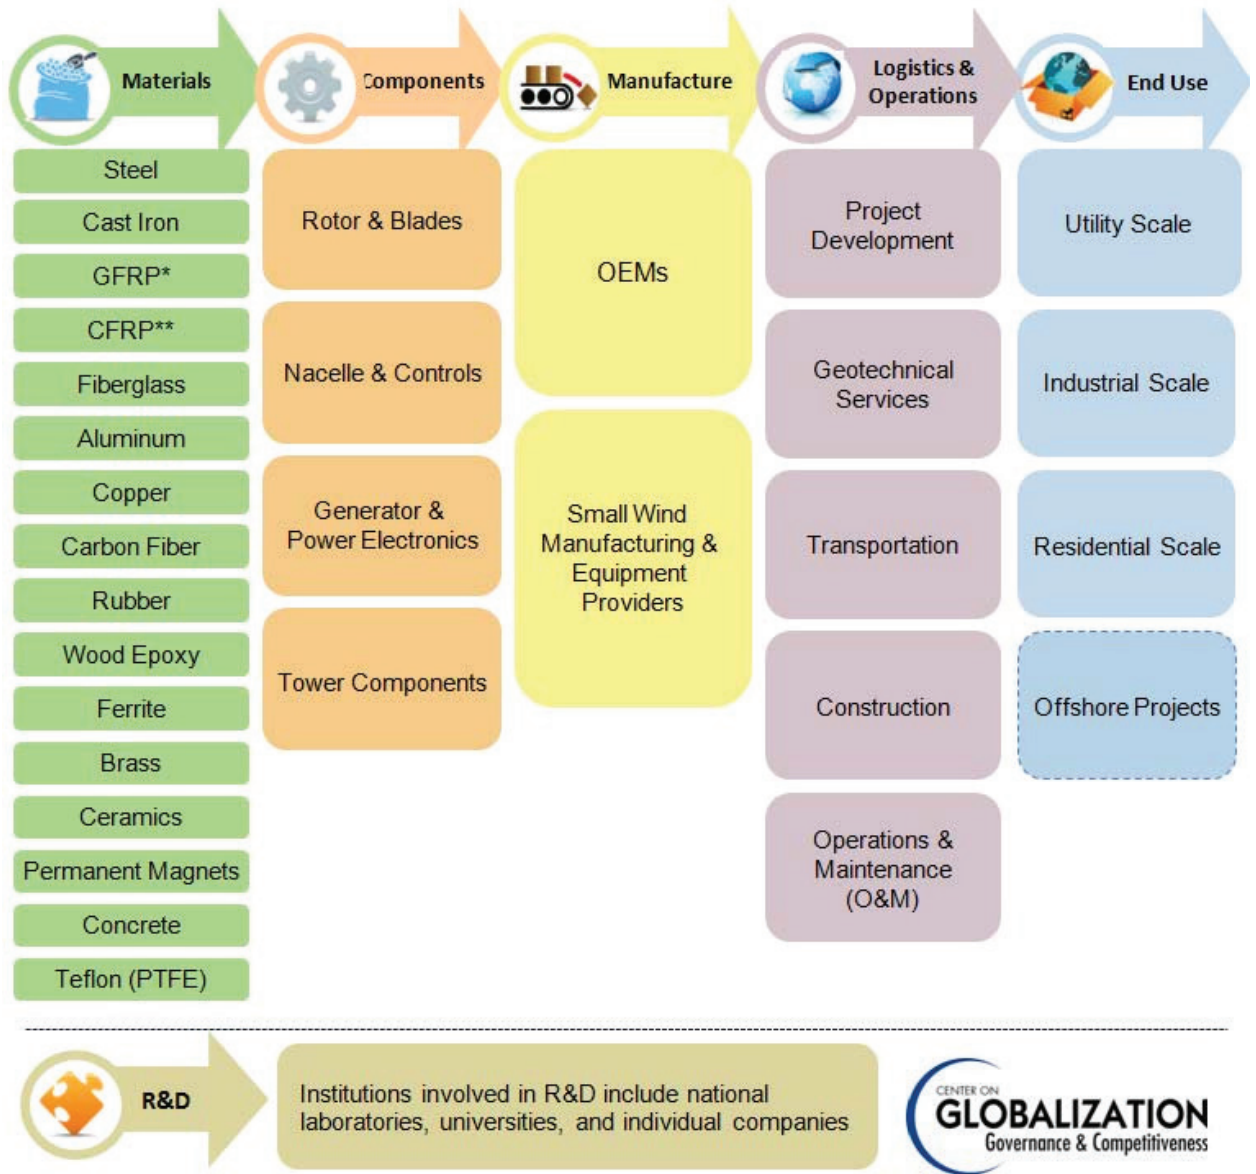 Materials
Steel
Cast Iron
GFRP*
CFRP**
Fiberglass
Aluminum
Copper
Carbon Fiber
Rubber
Wood Epoxy
Ferrite
Brass
Ceramics
Permanent Magnets
Concrete
Teflon (PTFE)
Components
Rotor & Blades
Nacelle & Controls
Generator &
Power Electronics
Tower Components
Manufacture
OEMs
Small Wind
Manufacturing &
Equipment
Providers
Logistics &
Operations
Project
Development
Geotechnical
Services
Transportation
Construction
Operations &
Maintenance
(O&M)
End Use
Utility Scale
Industrial Scale
Residential Scale
Offshore Projects
R&D
Institutions involved in R&D include national
laboratories, universities, and individual companies
CENTER ON
GLOBALIZATION
Governance & Competitiveness